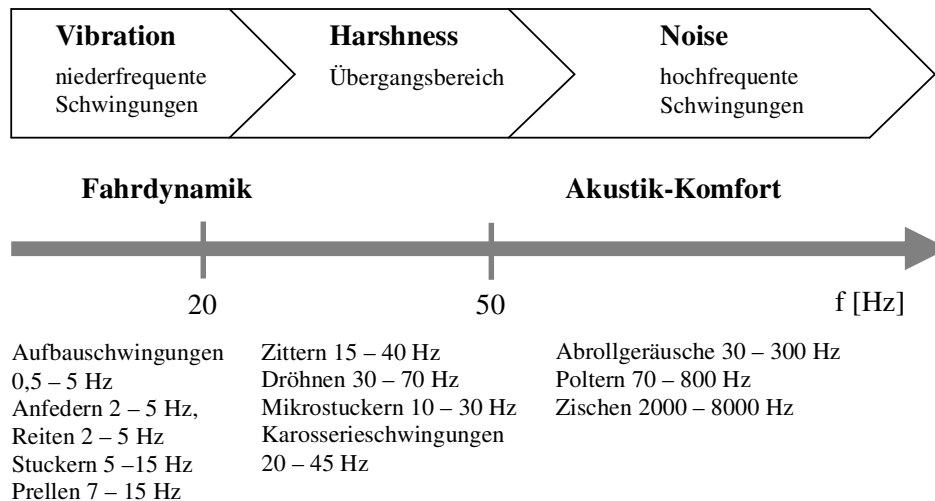 Vibration
niederfrequente
Schwingungen
Harshness
Übergangsbereich
Noise
hochfrequente
Schwingungen
Fahrdynamik
Akustik-Komfort
20
50
f [Hz]
Aufbauschwingungen
0,5 – 5 Hz
Anfedern 2 – 5 Hz,
Reiten 2 – 5 Hz
Stuckern 5 –15 Hz
Prellen 7 – 15 Hz
Zittern 15 – 40 Hz
Dröhnen 30 – 70 Hz
Mikrostuckern 10 – 30 Hz
Karosserieschwingungen
20 – 45 Hz
Abrollgeräusche 30 – 300 Hz
Poltern 70 – 800 Hz
Zischen 2000 – 8000 Hz